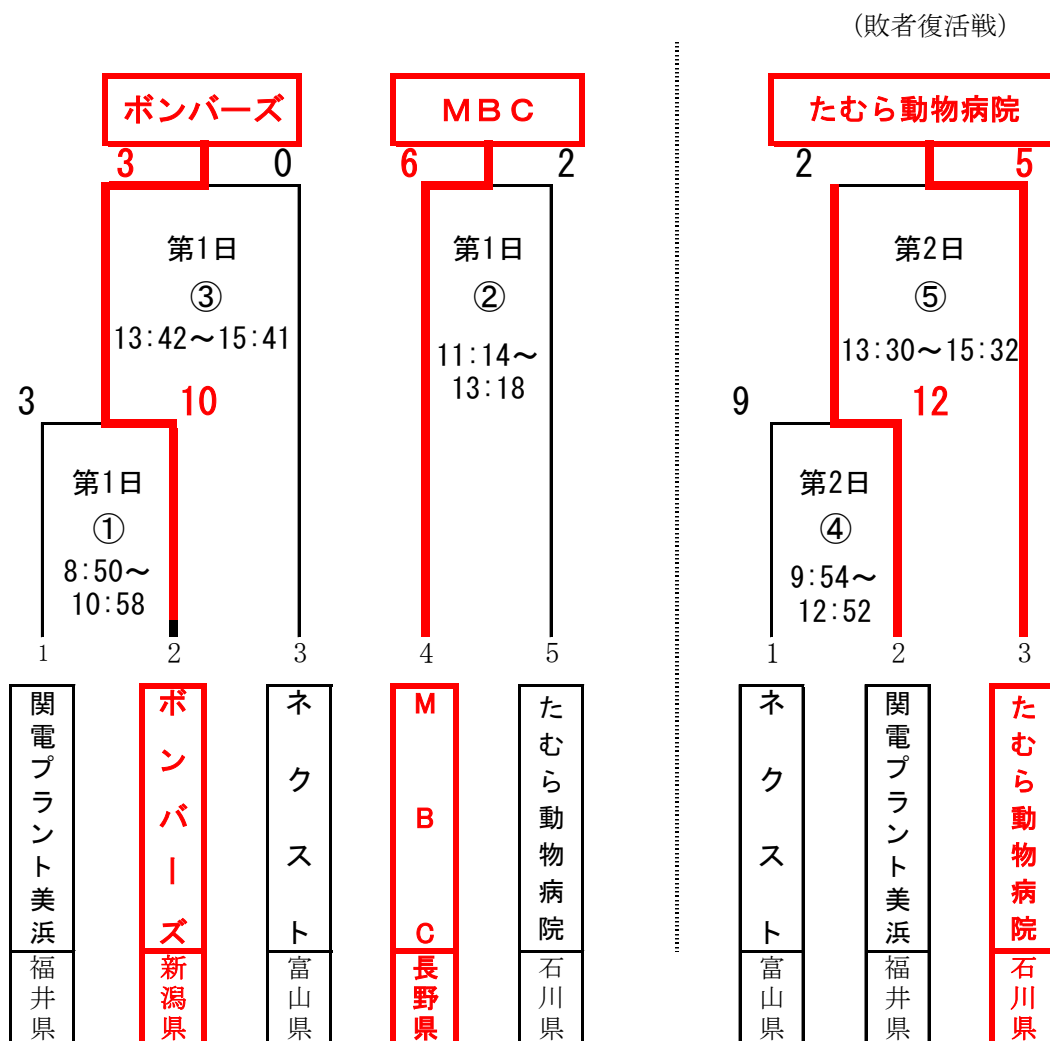 (敗者復活戦)
ボンバーズ
ＭＢＣ
たむら動物病院
3
0
6
2
2
5
第1日
③
13:42～15:41
第1日
②
11:14～
13:18
第2日
⑤
13:30～15:32
3
10
9
12
第1日
①
8:50～
10:58
第2日
④
9:54～
12:52
1
2
3
4
5
1
2
3
関電プラント美浜
ボンバーズ
ネクスト
ＭＢＣ
たむら動物病院
ネクスト
関電プラント美浜
たむら動物病院
福井県
新潟県
富山県
長野県
石川県
富山県
福井県
石川県